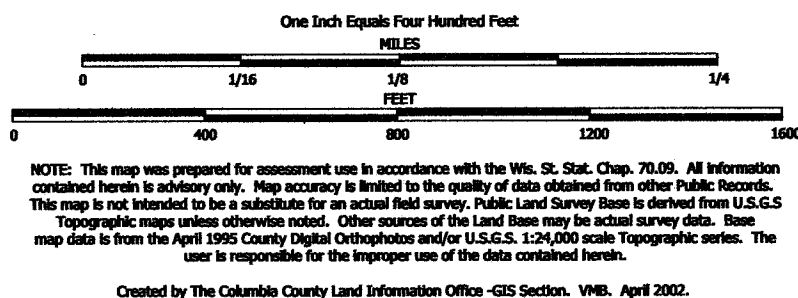 One Inch Equals Four Hundred Feet
MILES
0 1/16 1/8 1/4
FEET
0 400 800 1200 1600
NOTE: This map was prepared for assessment use in accordance with the Wis. St. Stat. Chap. 70.09. All information
contained herein is advisory only. Map accuracy is limited to the quality of data obtained from other Public Records.
This map is not intended to be a substitute for an actual field survey. Public Land Survey Base is derived from U.S.G.S
Topographic maps unless otherwise noted. Other sources of the Land Base may be actual survey data. Base
map data is from the April 1995 County Digital Orthophotos and/or U.S.G.S. 1:24,000 scale Topographic series. The
user is responsible for the improper use of the data contained herein.
Created by The Columbia County Land Information Office -GIS Section. VMB. April 2002.